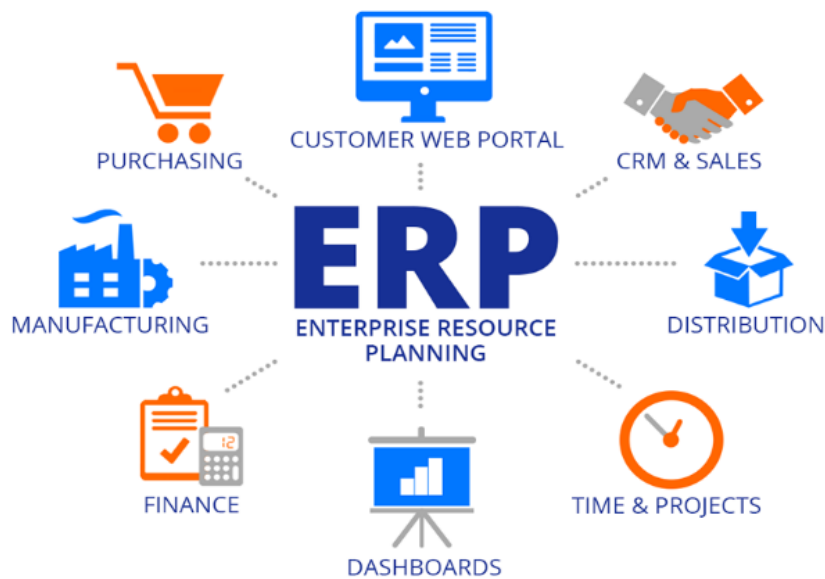 CUSTOMER WEB PORTAL
PURCHASING
CRM & SALES
ERP
ENTERPRISE RESOURCE
PLANNING
MANUFACTURING
DISTRIBUTION
12
FINANCE
TIME & PROJECTS
DASHBOARDS